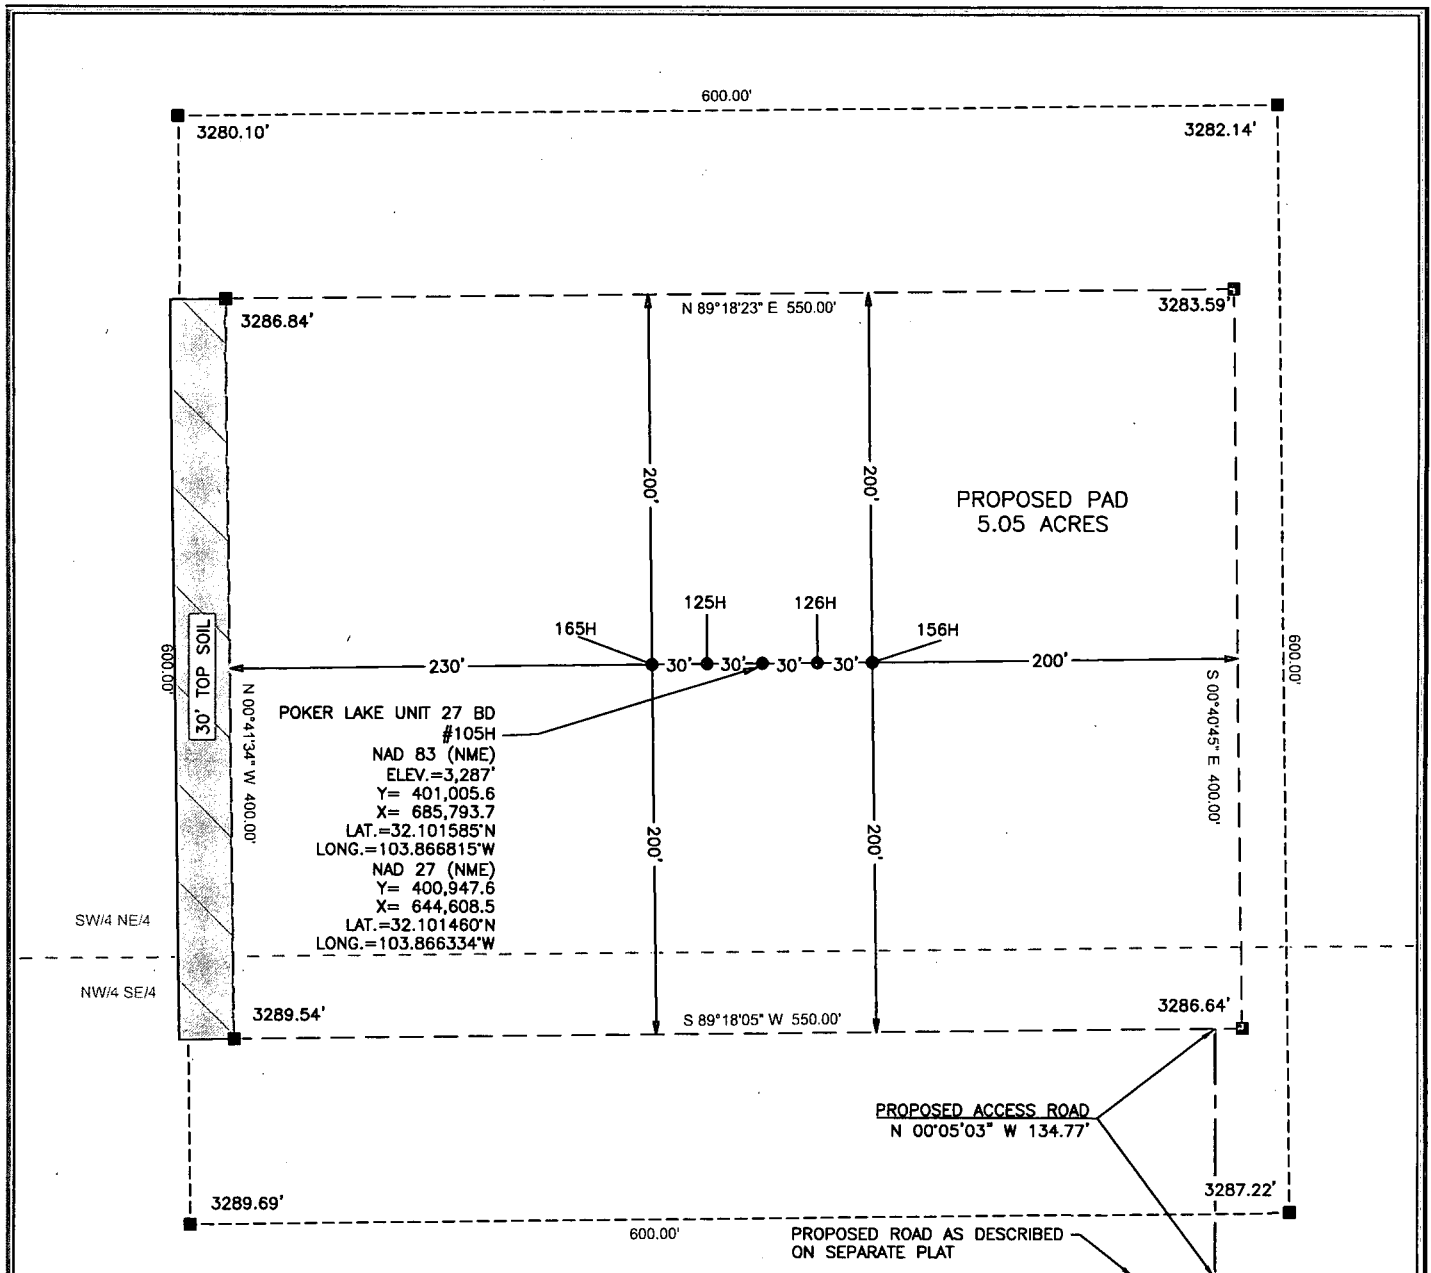 600.00'
3280.10'
3282.14'
3286.84'
N 89°18'23" E 550.00'
3283.59'
200'
200'
PROPOSED PAD
5.05 ACRES
125H
126H
165H
156H
230'
30'
30'
30'
30'
200'
600.00'
30' TOP SOIL
N 00°41'34" W 400.00'
S 00°40'45" E 400.00'
600.00'
POKER LAKE UNIT 27 BD
#105H
NAD 83 (NME)
ELEV.=3,287'
Y= 401,005.6
X= 685,793.7
LAT.=32.101585°N
LONG.=103.866815°W
NAD 27 (NME)
Y= 400,947.6
X= 644,608.5
LAT.=32.101460°N
LONG.=103.866334°W
200'
200'
SW/4 NE/4
NW/4 SE/4
3289.54'
S 89°18'05" W 550.00'
3286.64'
PROPOSED ACCESS ROAD
N 00°05'03" W 134.77'
3289.69'
3287.22'
600.00'
PROPOSED ROAD AS DESCRIBED
ON SEPARATE PLAT